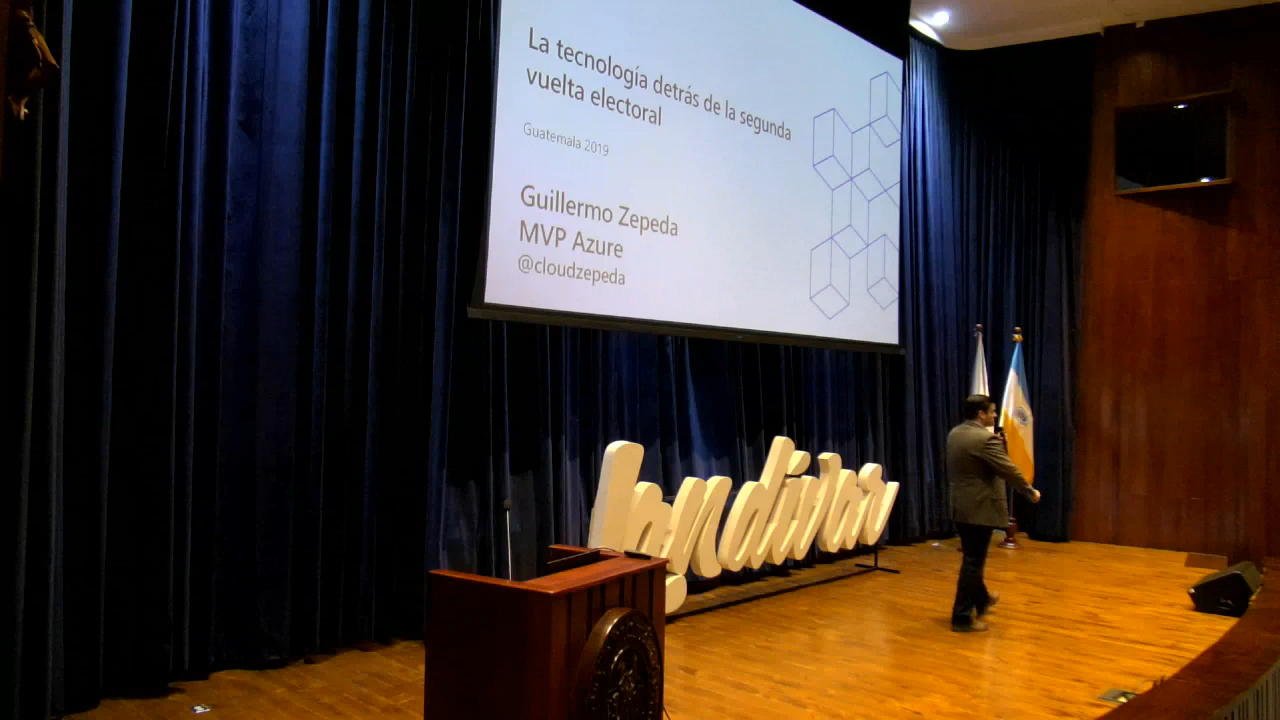 La tecnología detrás de la segunda
vuelta electoral
Guatemala 2019
Guillermo Zepeda
MVP Azure
@cloudzepeda
landivar